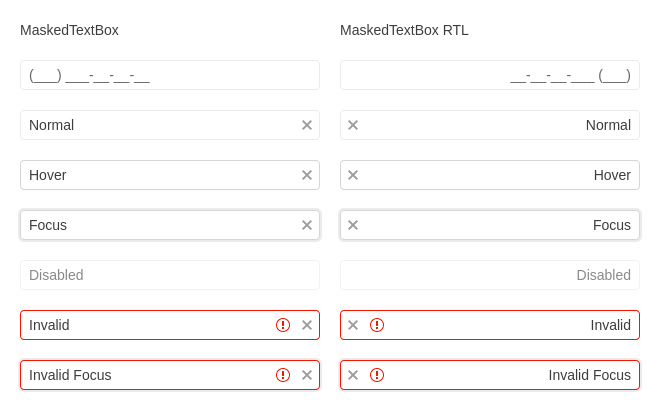 MaskedTextBox
MaskedTextBox RTL
(___) ___-__-__-__
__-__-__-___ (___)
Normal
Normal
Hover
Hover
Focus
Focus
Disabled
Disabled
Invalid
Invalid
Invalid Focus
Invalid Focus